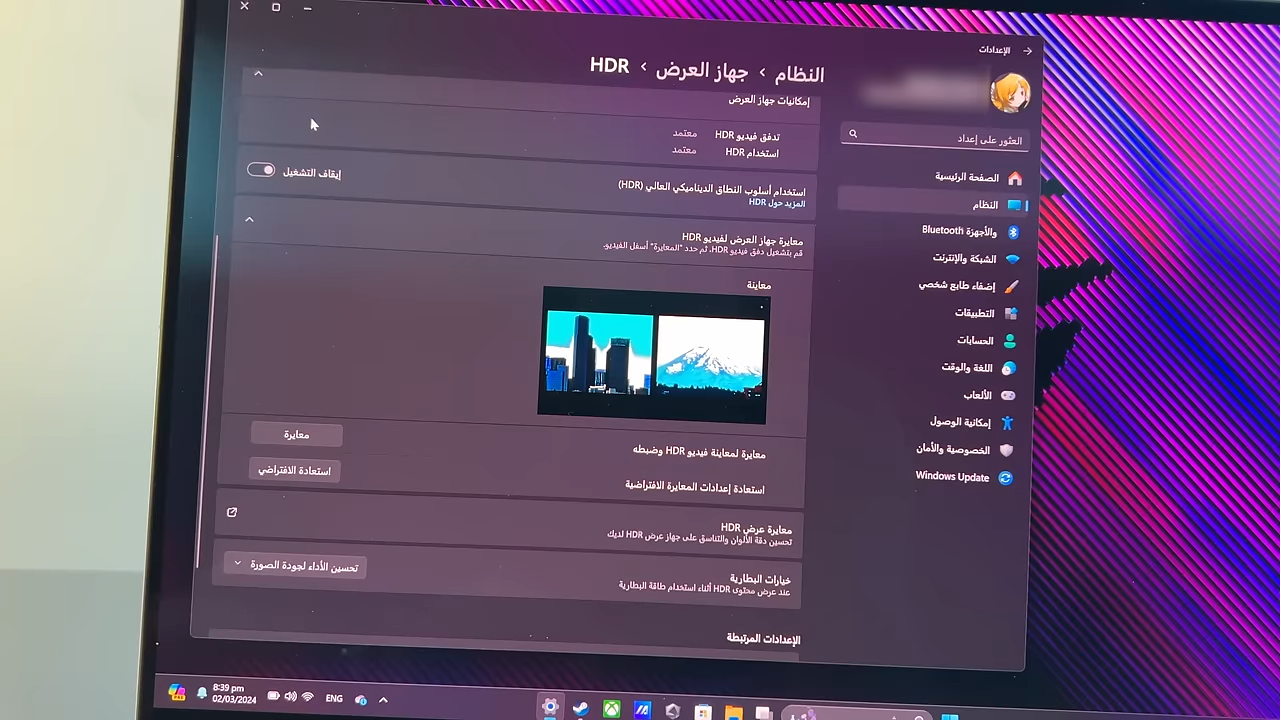 الإعدادات
النظام › جهاز العرض › HDR
العثور على إعداد
الصفحة الرئيسية
النظام
Bluetooth والأجهزة
الشبكة والإنترنت
إضفاء طابع شخصي
التطبيقات
الحسابات
اللغة والوقت
الألعاب
إمكانية الوصول
الخصوصية والأمان
Windows Update
إمكانيات جهاز العرض
تدفق فيديو HDR معتمد
استخدام HDR معتمد
استخدام أسلوب النطاق الديناميكي العالي (HDR)
إيقاف التشغيل
المزيد حول HDR
معايرة جهاز العرض لفيديو HDR
قم بتشغيل دفق فيديو HDR، ثم حدد "المعايرة" أسفل الفيديو.
معاينة
معايرة لمعاينة فيديو HDR وضبطه
معايرة
استعادة إعدادات المعايرة الافتراضية
استعادة الافتراضي
معايرة عرض HDR
تحسين دقة الألوان والتناسق على جهاز عرض HDR لديك
خيارات البطارية
عند عرض محتوى HDR أثناء استخدام طاقة البطارية
تحسين الأداء لجودة الصورة
الإعدادات المرتبطة
ENG
8:39 pm
02/03/2024